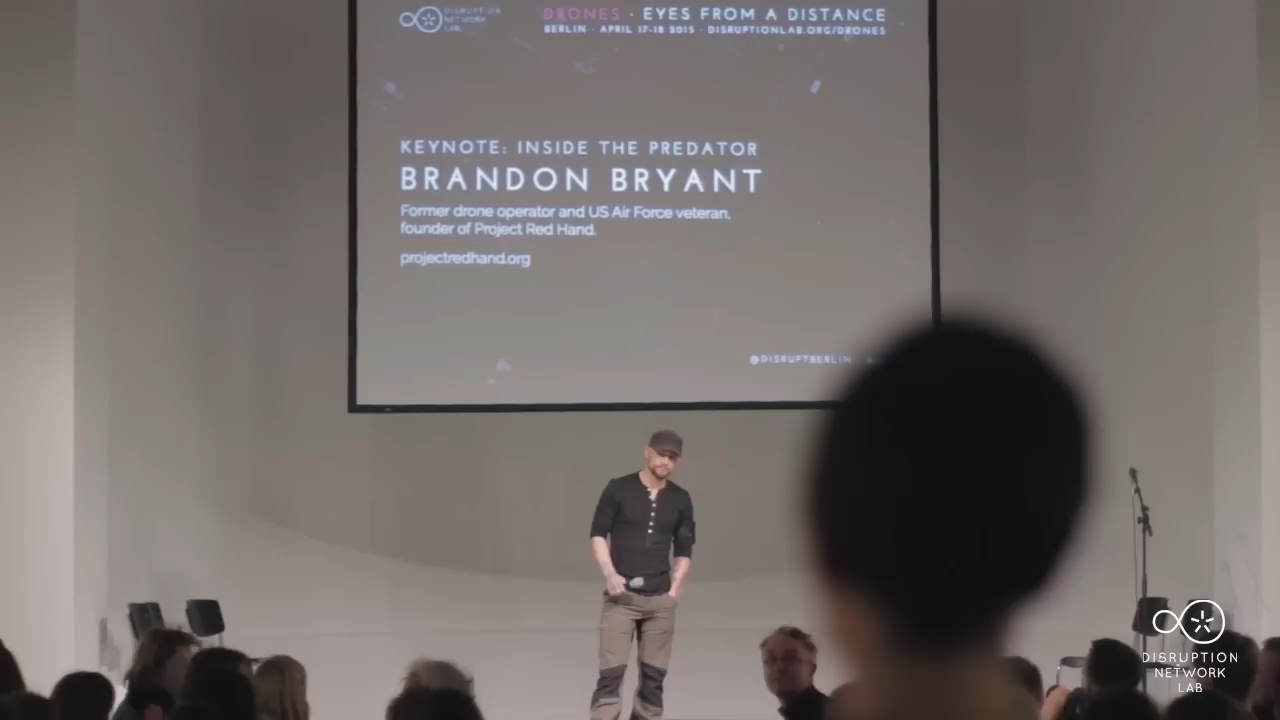 DISRUPTION
NETWORK
LAB
DRONES · EYES FROM A DISTANCE
BERLIN · APRIL 17-18 2015 · DISRUPTIONLAB.ORG/DRONES
KEYNOTE: INSIDE THE PREDATOR
BRANDON BRYANT
Former drone operator and US Air Force veteran,
founder of Project Red Hand.
projectredhand.org
@DISRUPTBERLIN
DISRUPTION
NETWORK
LAB